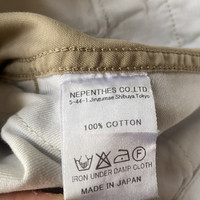 NEPENTHES CO.,LTD
5-44-1 Jingumae Shibuya, Tokyo
100% COTTON
IRON UNDER DAMP CLOTH
MADE IN JAPAN